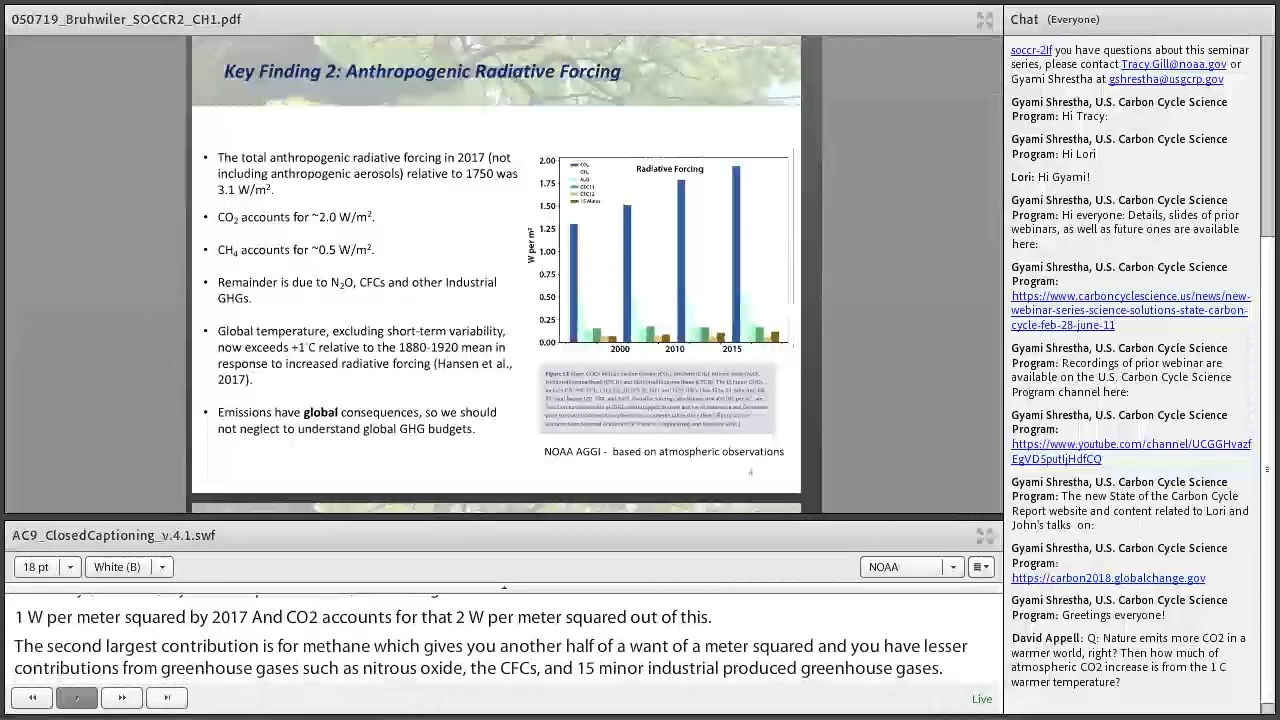 050719_Bruhwiler_SOCCR2_CH1.pdf
Key Finding 2: Anthropogenic Radiative Forcing
• The total anthropogenic radiative forcing in 2017 (not
including anthropogenic aerosols) relative to 1750 was
3.1 W/m².
• CO₂ accounts for ~2.0 W/m².
• CH₄ accounts for ~0.5 W/m².
• Remainder is due to N₂O, CFCs and other Industrial
GHGs.
• Global temperature, excluding short-term variability,
now exceeds +1˚C relative to the 1880-1920 mean in
response to increased radiative forcing (Hansen et al.,
2017).
• Emissions have global consequences, so we should
not neglect to understand global GHG budgets.
Radiative Forcing
CO₂
CH₄
N₂O
CFC11
CFC12
15 Minor
W per m²
2.00
1.75
1.50
1.25
1.00
0.75
0.50
0.25
0.00
2000 2010 2015
NOAA AGGI - based on atmospheric observations
4
AC9_ClosedCaptioning_v.4.1.swf
18 pt
White (B)
NOAA
1 W per meter squared by 2017 And CO2 accounts for that 2 W per meter squared out of this.
The second largest contribution is for methane which gives you another half of a want of a meter squared and you have lesser
contributions from greenhouse gases such as nitrous oxide, the CFCs, and 15 minor industrial produced greenhouse gases.
Live
Chat (Everyone)
soccr-2If you have questions about this seminar
series, please contact Tracy.Gill@noaa.gov or
Gyami Shrestha at gshrestha@usgcrp.gov
Gyami Shrestha, U.S. Carbon Cycle Science
Program: Hi Tracy:
Gyami Shrestha, U.S. Carbon Cycle Science
Program: Hi Lori
Lori: Hi Gyami!
Gyami Shrestha, U.S. Carbon Cycle Science
Program: Hi everyone: Details, slides of prior
webinars, as well as future ones are available
here:
Gyami Shrestha, U.S. Carbon Cycle Science
Program:
https://www.carboncyclescience.us/news/new-
webinar-series-science-solutions-state-carbon-
cycle-feb-28-june-11
Gyami Shrestha, U.S. Carbon Cycle Science
Program: Recordings of prior webinar are
available on the U.S. Carbon Cycle Science
Program channel here:
Gyami Shrestha, U.S. Carbon Cycle Science
Program:
https://www.youtube.com/channel/UCGGHvazf
EgVDSputIjHdfCQ
Gyami Shrestha, U.S. Carbon Cycle Science
Program: The new State of the Carbon Cycle
Report website and content related to Lori and
John's talks on:
Gyami Shrestha, U.S. Carbon Cycle Science
Program:
https://carbon2018.globalchange.gov
Gyami Shrestha, U.S. Carbon Cycle Science
Program: Greetings everyone!
David Appell: Q: Nature emits more CO2 in a
warmer world, right? Then how much of
atmospheric CO2 increase is from the 1 C
warmer temperature?